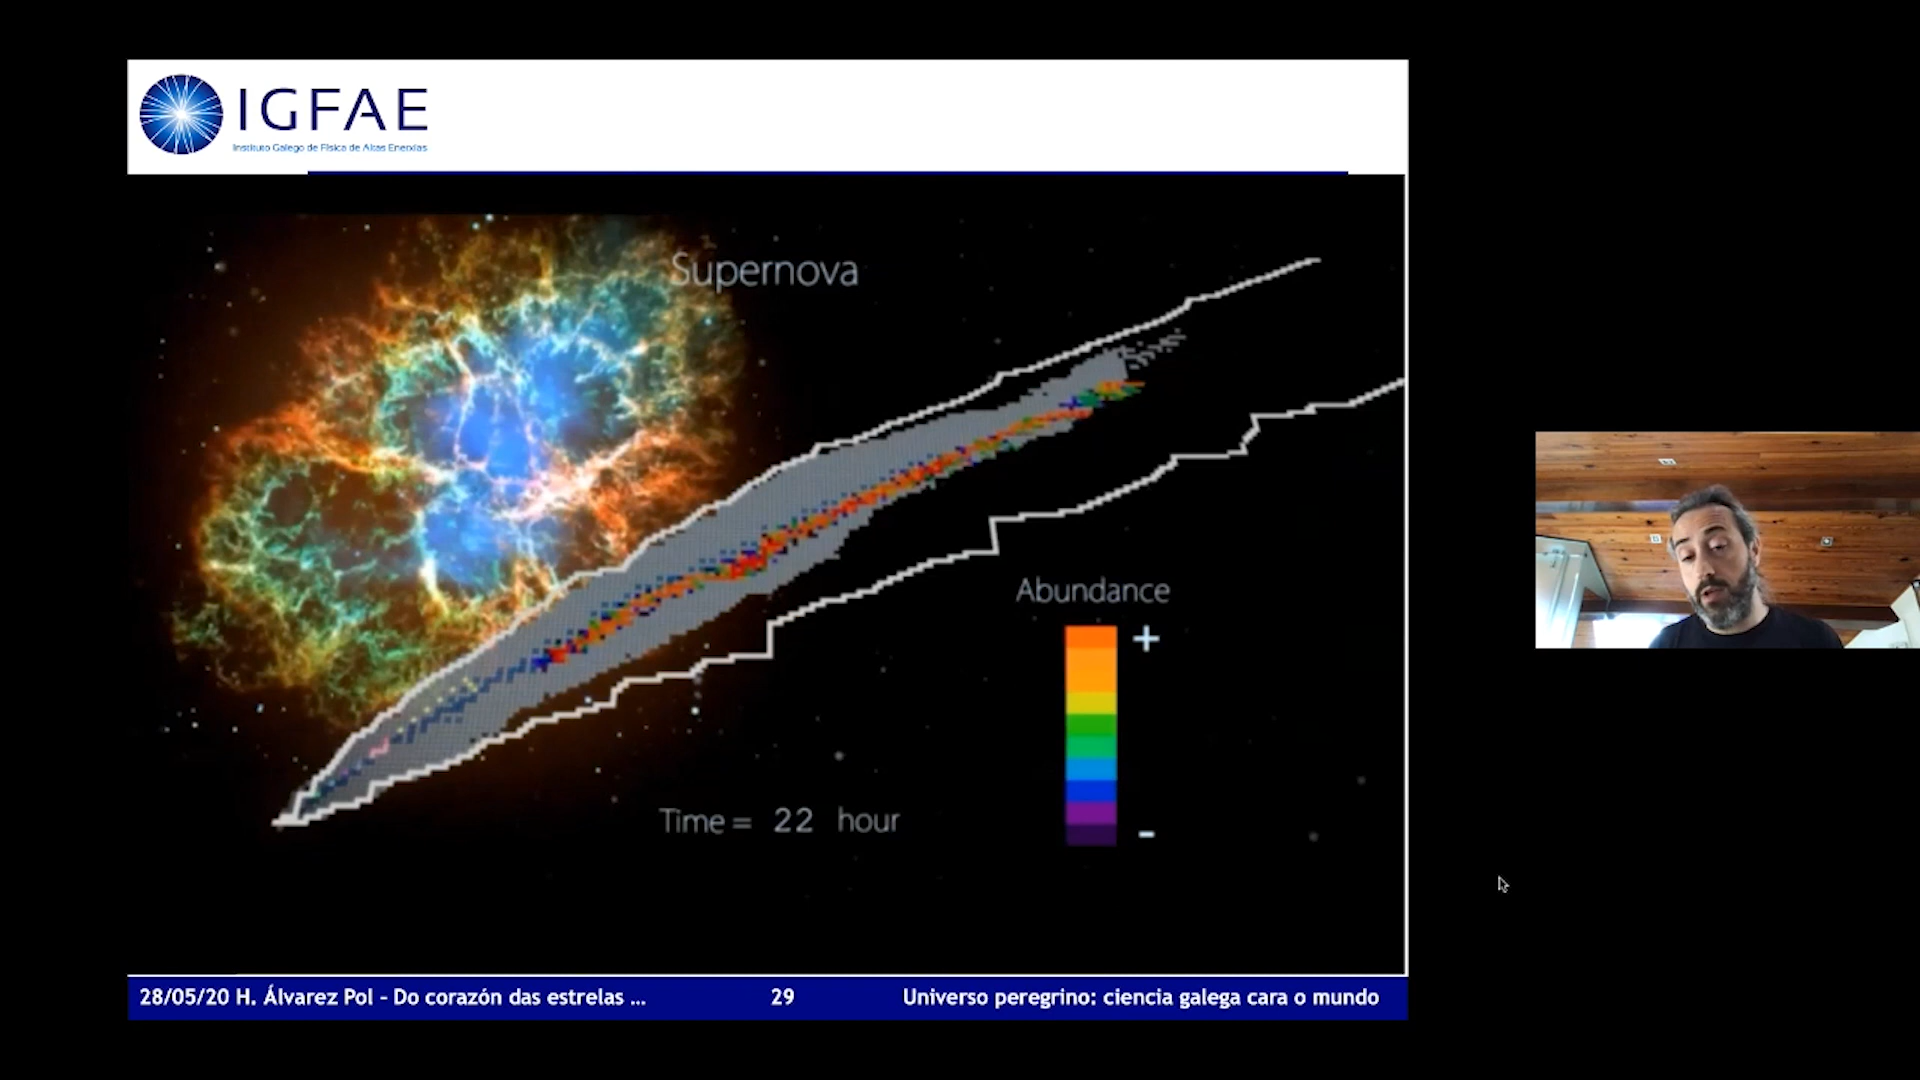 IGFAE
Instituto Galego de Física de Altas Enerxías
Supernova
Abundance
+
-
Time = 22 hour
28/05/20 H. Álvarez Pol - Do corazón das estrelas ...
29
Universo peregrino: ciencia galega cara o mundo